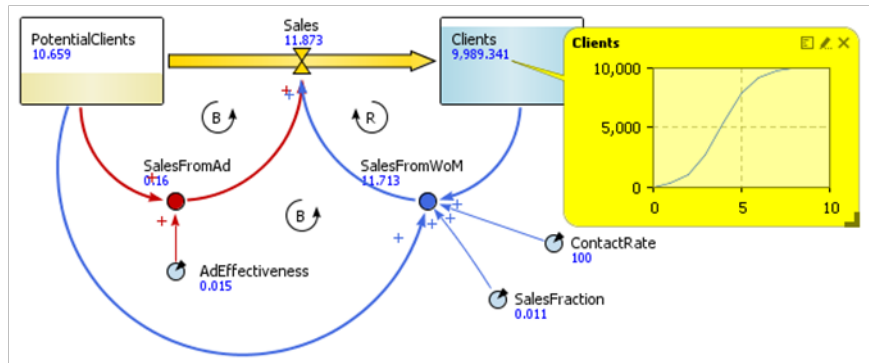 PotentialClients
10.659
Sales
11.873
Clients
9,989.341
Clients
10,000
5,000
0
0
5
10
B
R
SalesFromAd
0.16
SalesFromWoM
11.713
B
AdEffectiveness
0.015
ContactRate
100
SalesFraction
0.011